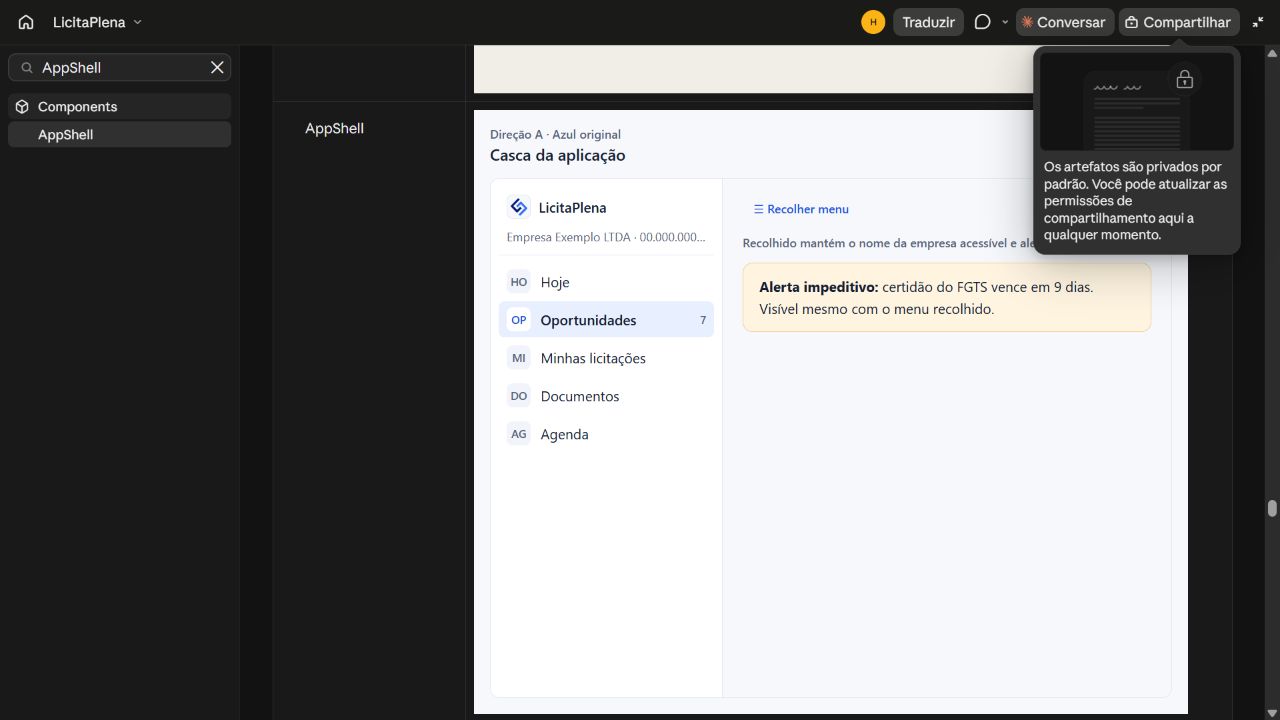 LicitaPlena
H
Traduzir
Conversar
Compartilhar
AppShell
Components
AppShell
AppShell
Os artefatos são privados por
padrão. Você pode atualizar as
permissões de
compartilhamento aqui a
qualquer momento.
Direção A · Azul original
Casca da aplicação
LicitaPlena
Empresa Exemplo LTDA · 00.000.000...
HO Hoje
OP Oportunidades 7
MI Minhas licitações
DO Documentos
AG Agenda
☰ Recolher menu
Recolhido mantém o nome da empresa acessível e
Alerta impeditivo: certidão do FGTS vence em 9 dias.
Visível mesmo com o menu recolhido.